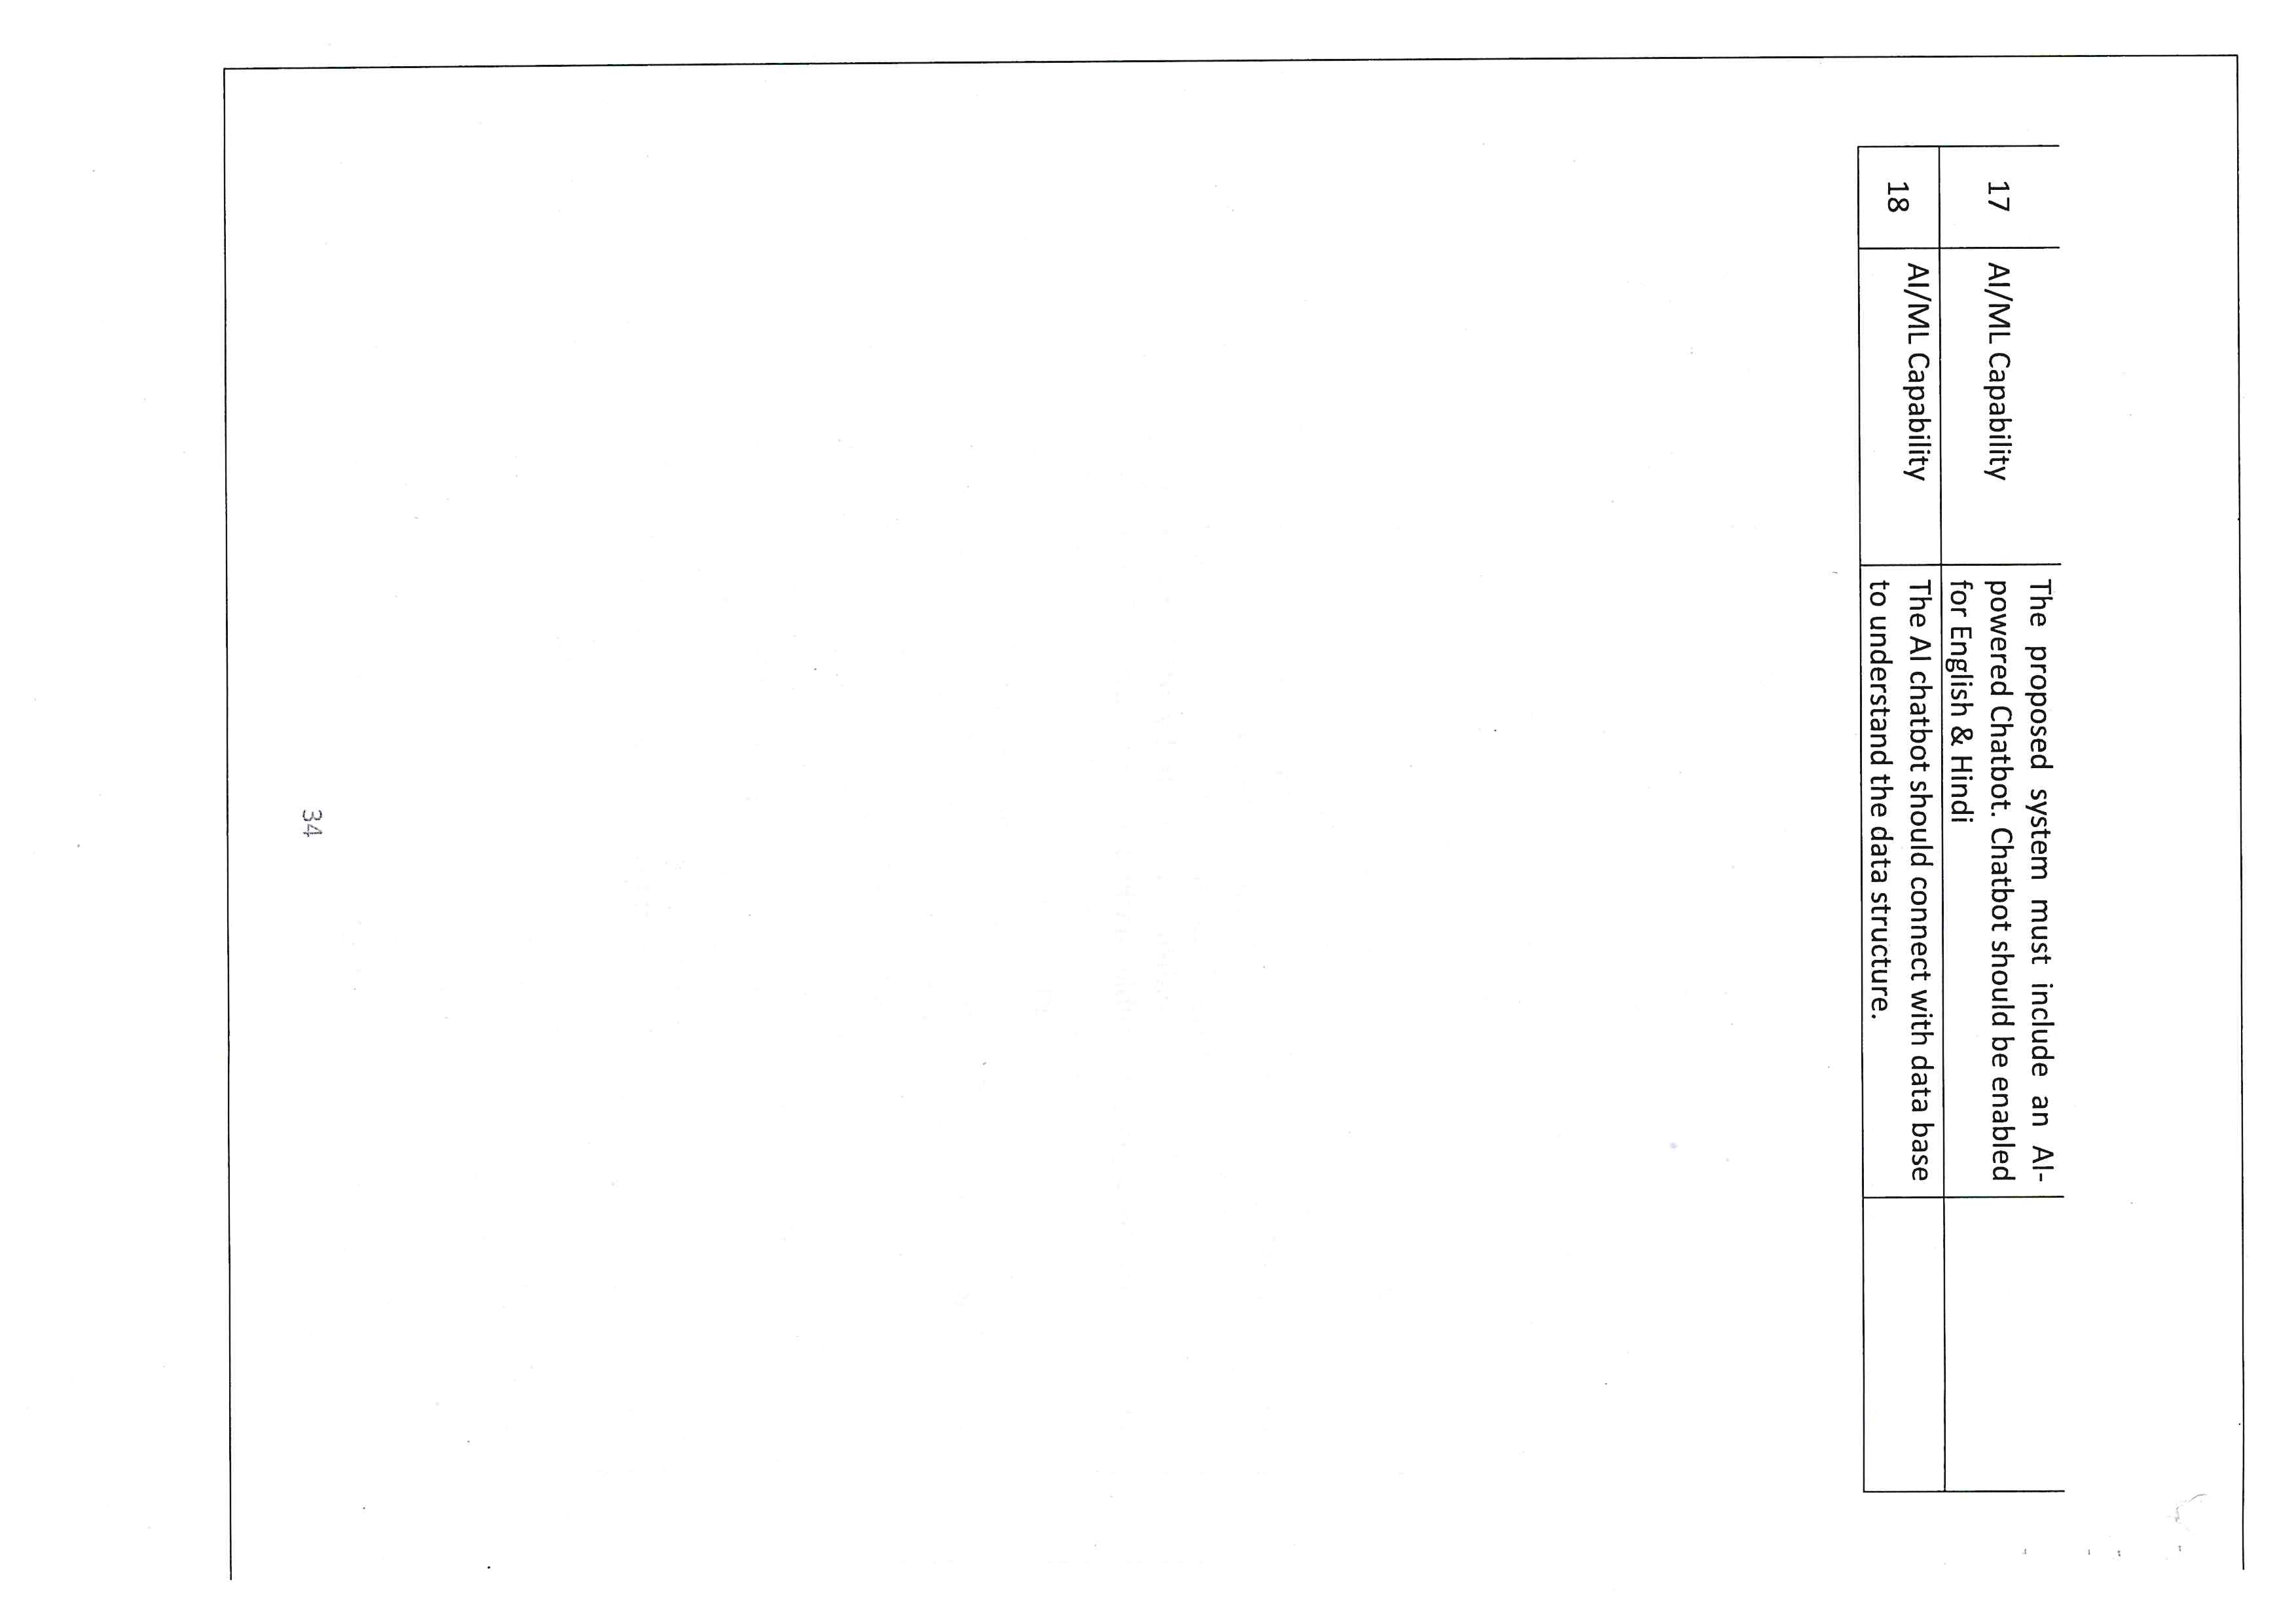 17 AI/ML Capability The proposed system must include an AI-
powered Chatbot. Chatbot should be enabled
for English & Hindi
18 AI/ML Capability The AI chatbot should connect with data base
to understand the data structure.
34